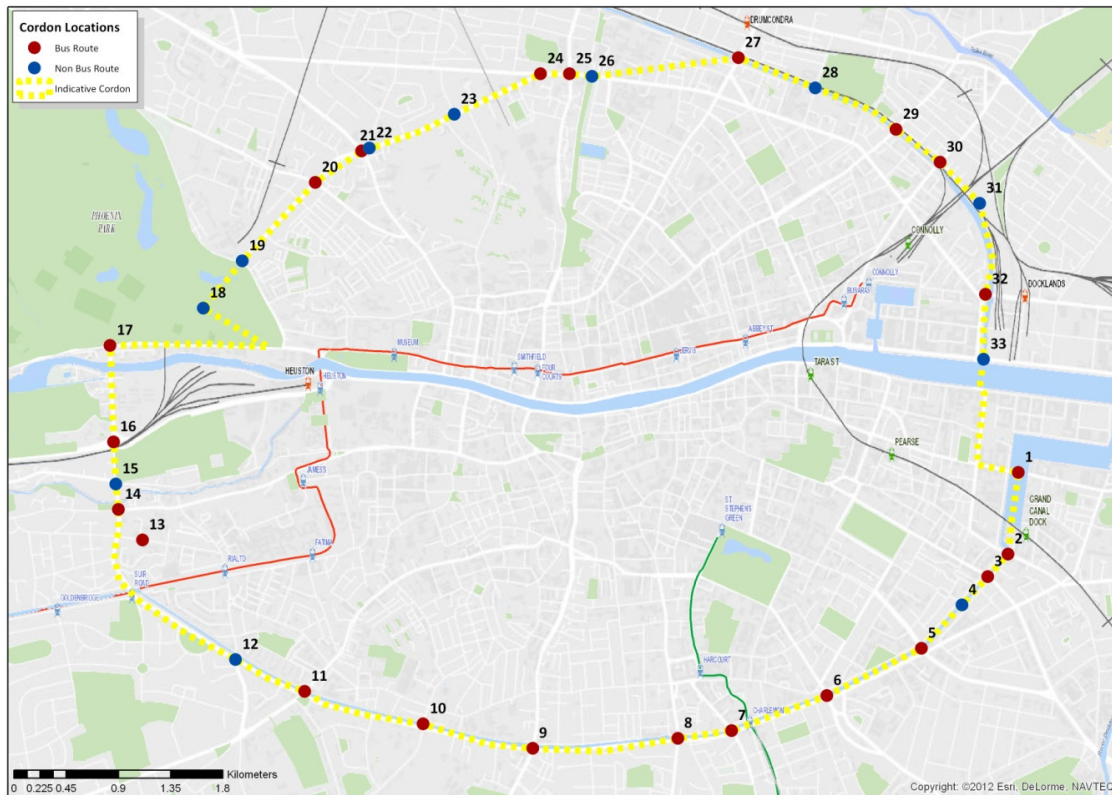 Cordon Locations
Bus Route
Non Bus Route
Indicative Cordon
DRUMCONDRA
27
24 25 26
28
23
29
21 22
30
20
31
PHOENIX
PARK
CONNOLLY
19
CONNOLLY
18
BUSARAS
32
DOCKLANDS
17
MUSEUM
ABBEY ST
33
SMITHFIELD
FOUR
COURTS
JERVIS
HEUSTON
HEUSTON
TARA ST
16
PEARSE
15
JAMESS
1
14
ST
STEPHENS
GREEN
GRAND
CANAL
DOCK
13
2
FATIMA
3
RIALTO
SUIR
ROAD
4
GOLDENBRIDGE
5
12
HARCOURT
11
6
10
CHARLEMONT
9
8
7
Kilometers
0 0.225 0.45 0.9 1.35 1.8
Copyright: ©2012 Esri, DeLorme, NAVTEQ